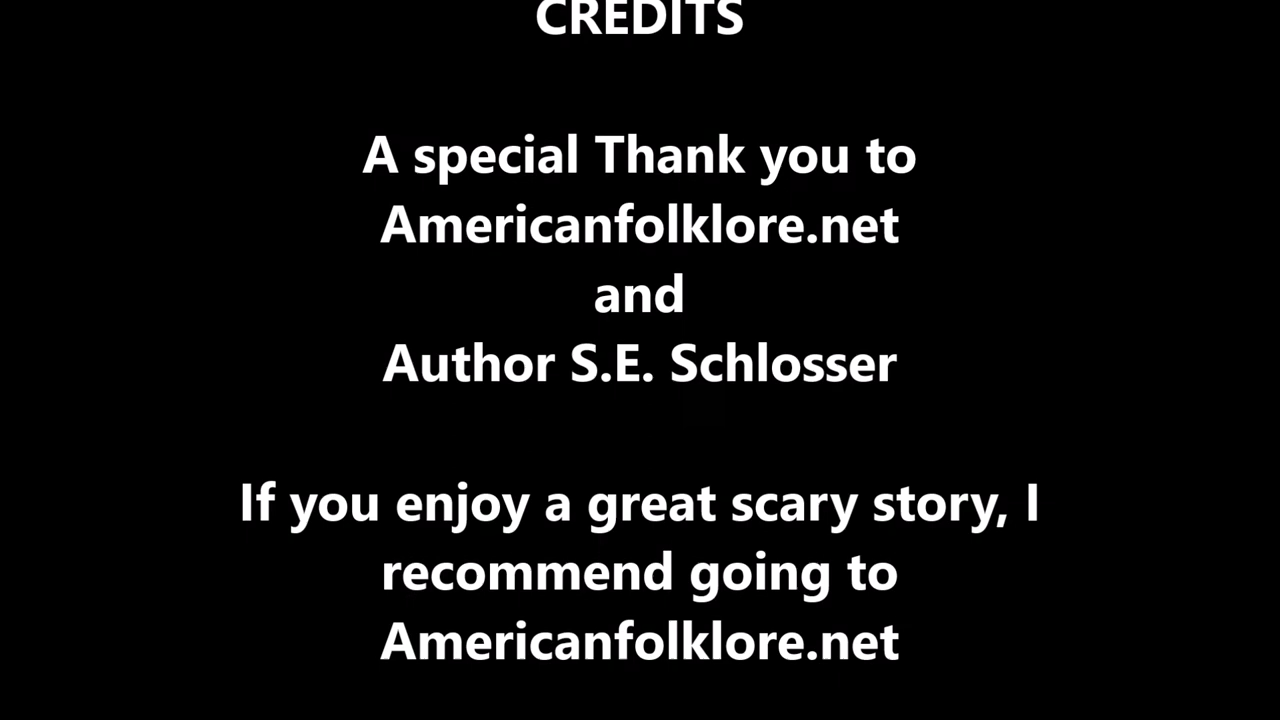 CREDITS
A special Thank you to
Americanfolklore.net
and
Author S.E. Schlosser
If you enjoy a great scary story, I
recommend going to
Americanfolklore.net